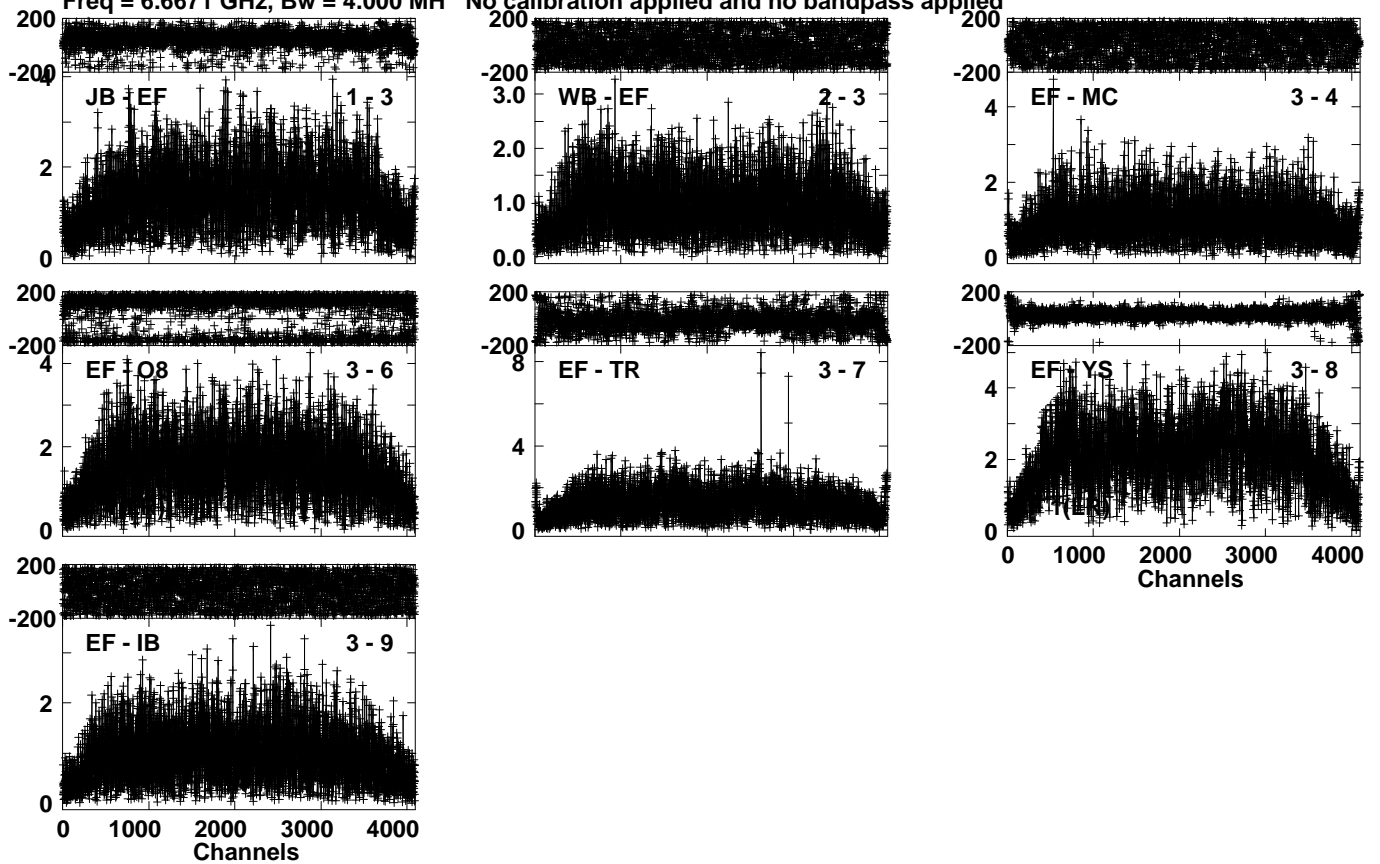 Freq = 6.6671 GHz, Bw = 4.000 MH No calibration applied and no bandpass applied
200
-200
4
2
0
JB - EF
1 - 3
200
-200
3.0
2.0
1.0
0.0
WB - EF
2 - 3
200
-200
4
2
0
EF - MC
3 - 4
200
-200
4
2
0
EF - O8
3 - 6
200
-200
8
4
0
EF - TR
3 - 7
200
-200
4
2
0
EF - YS
3 - 8
0 1000 2000 3000 4000
Channels
200
-200
2
0
EF - IB
3 - 9
0 1000 2000 3000 4000
Channels